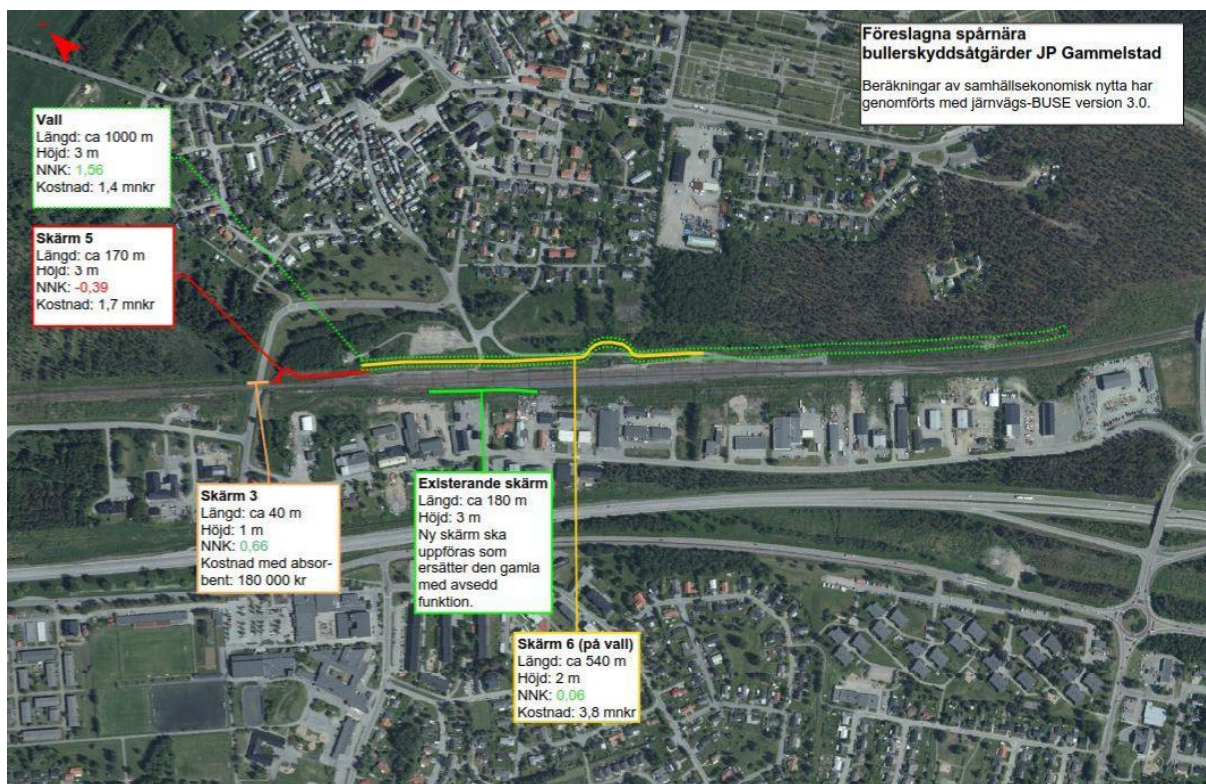 Föreslagna spårnära
bullerskyddsåtgärder JP Gammelstad
Beräkningar av samhällsekonomisk nytta har
genomförts med järnvägs-BUSE version 3.0.
Vall
Längd: ca 1000 m
Höjd: 3 m
NNK: 1,56
Kostnad: 1,4 mnkr
Skärm 5
Längd: ca 170 m
Höjd: 3 m
NNK: -0,39
Kostnad: 1,7 mnkr
Skärm 3
Längd: ca 40 m
Höjd: 1 m
NNK: 0,66
Kostnad med absor-
bent: 180 000 kr
Existerande skärm
Längd: ca 180 m
Höjd: 3 m
Ny skärm ska
uppföras som
ersätter den gamla
med avsedd
funktion.
Skärm 6 (på vall)
Längd: ca 540 m
Höjd: 2 m
NNK: 0,06
Kostnad: 3,8 mnkr